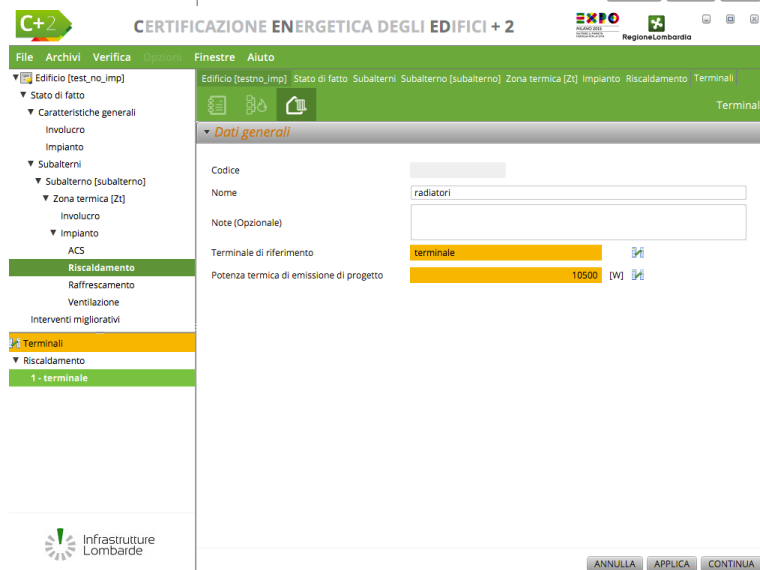 C+2
CERTIFICAZIONE ENERGETICA DEGLI EDIFICI + 2
EXPO
MILANO 2015
RegioneLombardia
File Archivi Verifica Opzioni Finestre Aiuto
Edificio [test_no_imp]
Stato di fatto
Caratteristiche generali
Involucro
Impianto
Subalterni
Subalterno [subalterno]
Zona termica [Zt]
Involucro
Impianto
ACS
Riscaldamento
Raffrescamento
Ventilazione
Interventi migliorativi
Terminali
Riscaldamento
1 - terminale
Infrastrutture
Lombarde
Edificio [testno_imp] Stato di fatto Subalterni Subalterno [subalterno] Zona termica [Zt] Impianto Riscaldamento Terminali
Terminal
Dati generali
Codice
Nome radiatori
Note (Opzionale)
Terminale di riferimento terminale
Potenza termica di emissione di progetto 10500 [W]
ANNULLA APPLICA CONTINUA